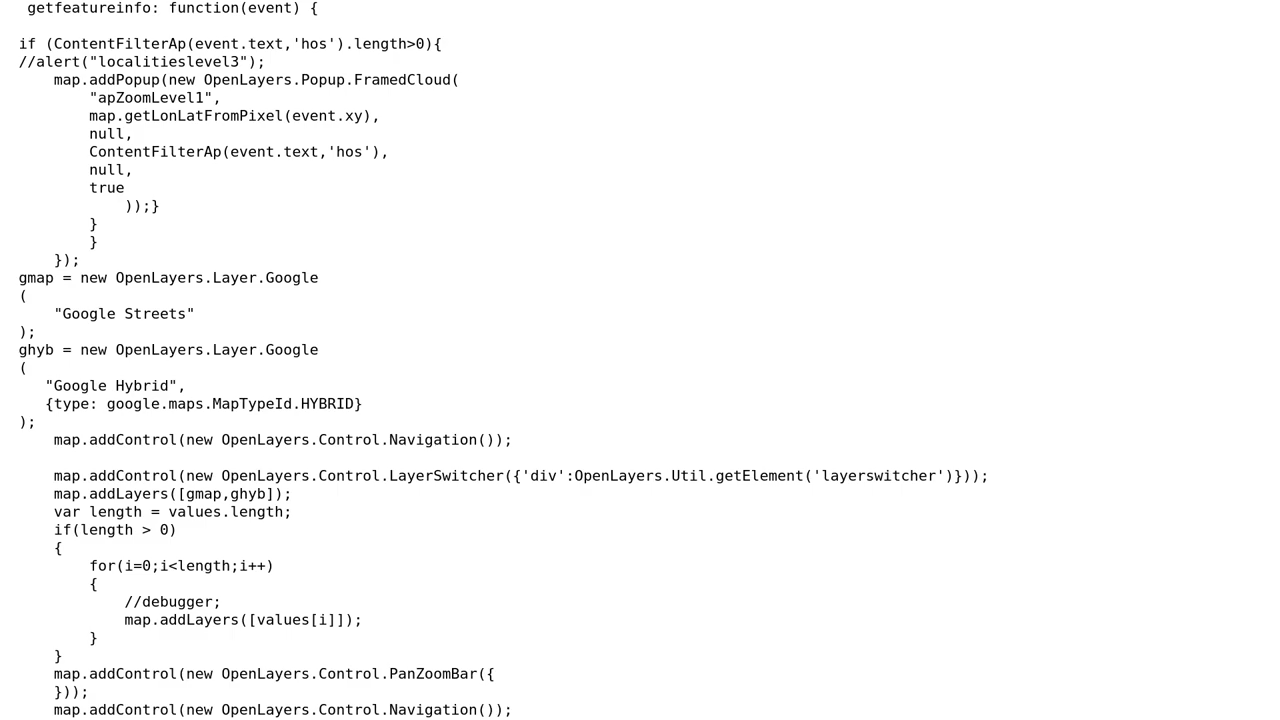 getfeatureinfo: function(event) {
if (ContentFilterAp(event.text,'hos').length>0){
//alert("localitieslevel3");
map.addPopup(new OpenLayers.Popup.FramedCloud(
"apZoomLevel1",
map.getLonLatFromPixel(event.xy),
null,
ContentFilterAp(event.text,'hos'),
null,
true
));}
}
}
});
gmap = new OpenLayers.Layer.Google
(
"Google Streets"
);
ghyb = new OpenLayers.Layer.Google
(
"Google Hybrid",
{type: google.maps.MapTypeId.HYBRID}
);
map.addControl(new OpenLayers.Control.Navigation());
map.addControl(new OpenLayers.Control.LayerSwitcher({'div':OpenLayers.Util.getElement('layerswitcher')}));
map.addLayers([gmap,ghyb]);
var length = values.length;
if(length > 0)
{
for(i=0;i<length;i++)
{
//debugger;
map.addLayers([values[i]]);
}
}
map.addControl(new OpenLayers.Control.PanZoomBar({
}));
map.addControl(new OpenLayers.Control.Navigation());